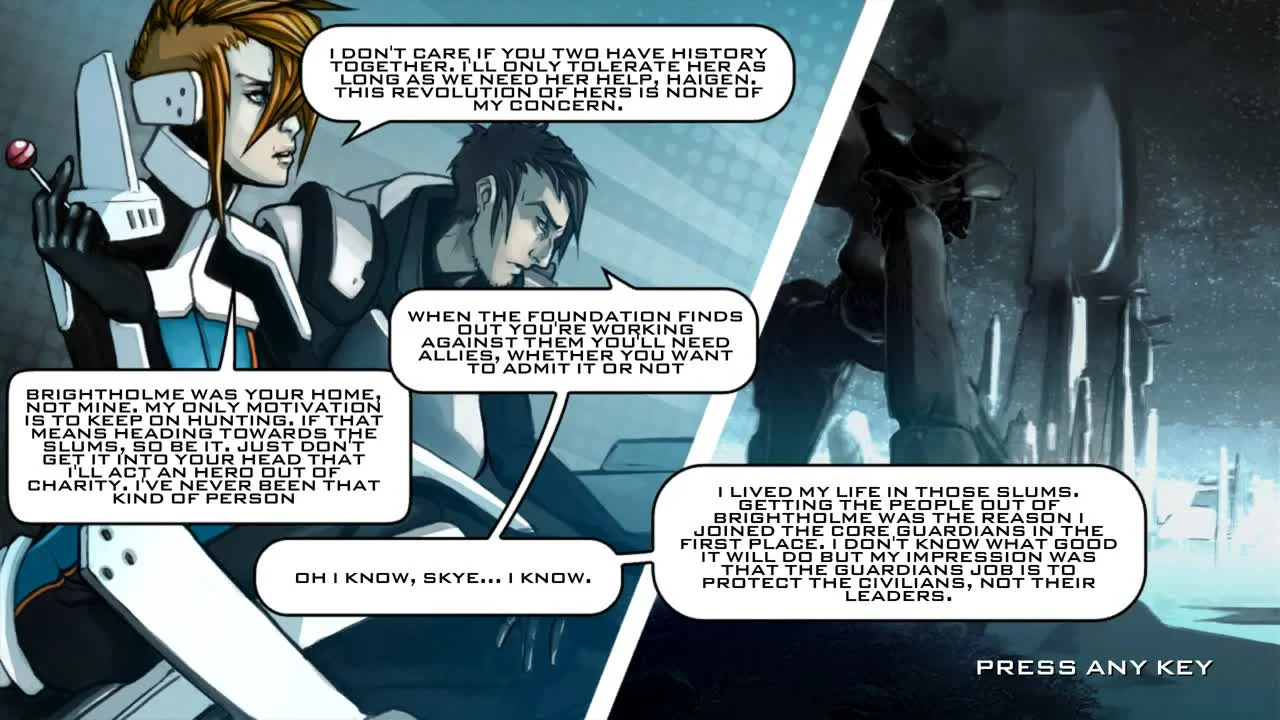 I DON'T CARE IF YOU TWO HAVE HISTORY
TOGETHER. I'LL ONLY TOLERATE HER AS
LONG AS WE NEED HER HELP, HAIGEN.
THIS REVOLUTION OF HERS IS NONE OF
MY CONCERN.
WHEN THE FOUNDATION FINDS
OUT YOU'RE WORKING
AGAINST THEM YOU'LL NEED
ALLIES, WHETHER YOU WANT
TO ADMIT IT OR NOT
BRIGHTHOLME WAS YOUR HOME,
NOT MINE. MY ONLY MOTIVATION
IS TO KEEP ON HUNTING. IF THAT
MEANS HEADING TOWARDS THE
SLUMS, SO BE IT. JUST DON'T
GET IT INTO YOUR HEAD THAT
I'LL ACT AN HERO OUT OF
CHARITY. I'VE NEVER BEEN THAT
KIND OF PERSON
OH I KNOW, SKYE... I KNOW.
I LIVED MY LIFE IN THOSE SLUMS.
GETTING THE PEOPLE OUT OF
BRIGHTHOLME WAS THE REASON I
JOINED THE CORE GUARDIANS IN THE
FIRST PLACE. I DON'T KNOW WHAT GOOD
IT WILL DO BUT MY IMPRESSION WAS
THAT THE GUARDIANS JOB IS TO
PROTECT THE CIVILIANS, NOT THEIR
LEADERS.
PRESS ANY KEY